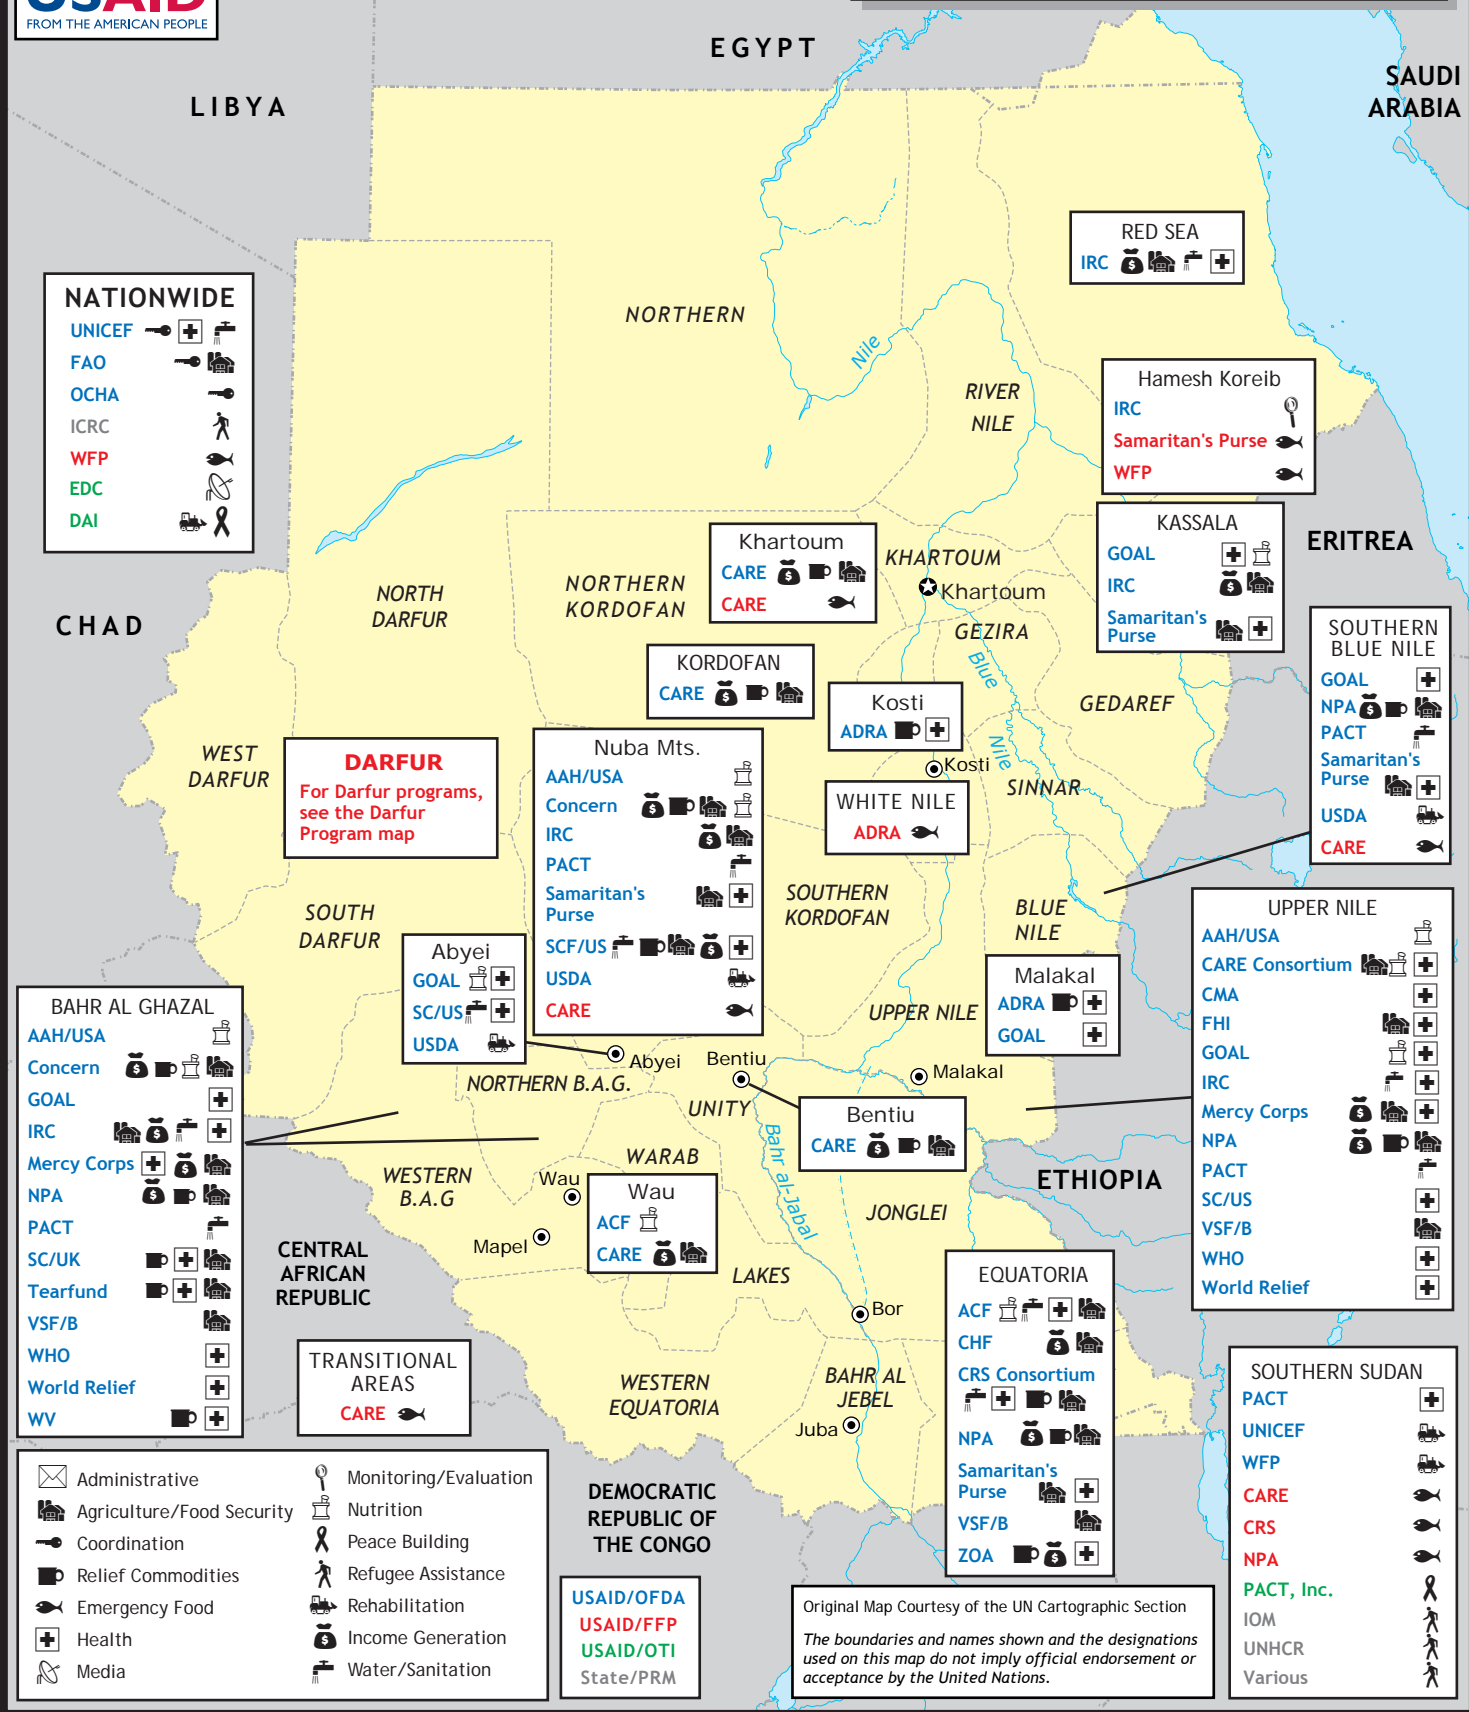 USAID
FROM THE AMERICAN PEOPLE
EGYPT
LIBYA
SAUDI
ARABIA
RED SEA
IRC
NATIONWIDE
UNICEF
FAO
OCHA
ICRC
WFP
EDC
DAI
NORTHERN
Nile
RIVER
NILE
Hamesh Koreib
IRC
Samaritan's Purse
WFP
KASSALA
GOAL
IRC
Samaritan's
Purse
ERITREA
Khartoum
CARE
CARE
KHARTOUM
Khartoum
NORTHERN
KORDOFAN
NORTH
DARFUR
CHAD
GEZIRA
Blue
Nile
GEDAREF
SOUTHERN
BLUE NILE
GOAL
NPA
PACT
Samaritan's
Purse
USDA
CARE
KORDOFAN
CARE
Kosti
ADRA
Kosti
WHITE NILE
ADRA
SINNAR
WEST
DARFUR
DARFUR
For Darfur programs,
see the Darfur
Program map
Nuba Mts.
AAH/USA
Concern
IRC
PACT
Samaritan's
Purse
SCF/US
USDA
CARE
SOUTHERN
KORDOFAN
BLUE
NILE
SOUTH
DARFUR
Abyei
GOAL
SC/US
USDA
Abyei
UPPER NILE
AAH/USA
CARE Consortium
CMA
FHI
GOAL
IRC
Mercy Corps
NPA
PACT
SC/US
VSF/B
WHO
World Relief
Malakal
ADRA
GOAL
UPPER NILE
Malakal
BAHR AL GHAZAL
AAH/USA
Concern
GOAL
IRC
Mercy Corps
NPA
PACT
SC/UK
Tearfund
VSF/B
WHO
World Relief
WV
NORTHERN B.A.G.
Bentiu
UNITY
Bentiu
CARE
Bahr al-Jabal
WARAB
WESTERN
B.A.G
Wau
Wau
ACF
CARE
Mapel
ETHIOPIA
JONGLEI
CENTRAL
AFRICAN
REPUBLIC
LAKES
Bor
EQUATORIA
ACF
CHF
CRS Consortium
NPA
Samaritan's
Purse
VSF/B
ZOA
TRANSITIONAL
AREAS
CARE
WESTERN
EQUATORIA
BAHR AL
JEBEL
Juba
SOUTHERN SUDAN
PACT
UNICEF
WFP
CARE
CRS
NPA
PACT, Inc.
IOM
UNHCR
Various
Administrative
Agriculture/Food Security
Coordination
Relief Commodities
Emergency Food
Health
Media
Monitoring/Evaluation
Nutrition
Peace Building
Refugee Assistance
Rehabilitation
Income Generation
Water/Sanitation
DEMOCRATIC
REPUBLIC OF
THE CONGO
USAID/OFDA
USAID/FFP
USAID/OTI
State/PRM
Original Map Courtesy of the UN Cartographic Section
The boundaries and names shown and the designations
used on this map do not imply official endorsement or
acceptance by the United Nations.